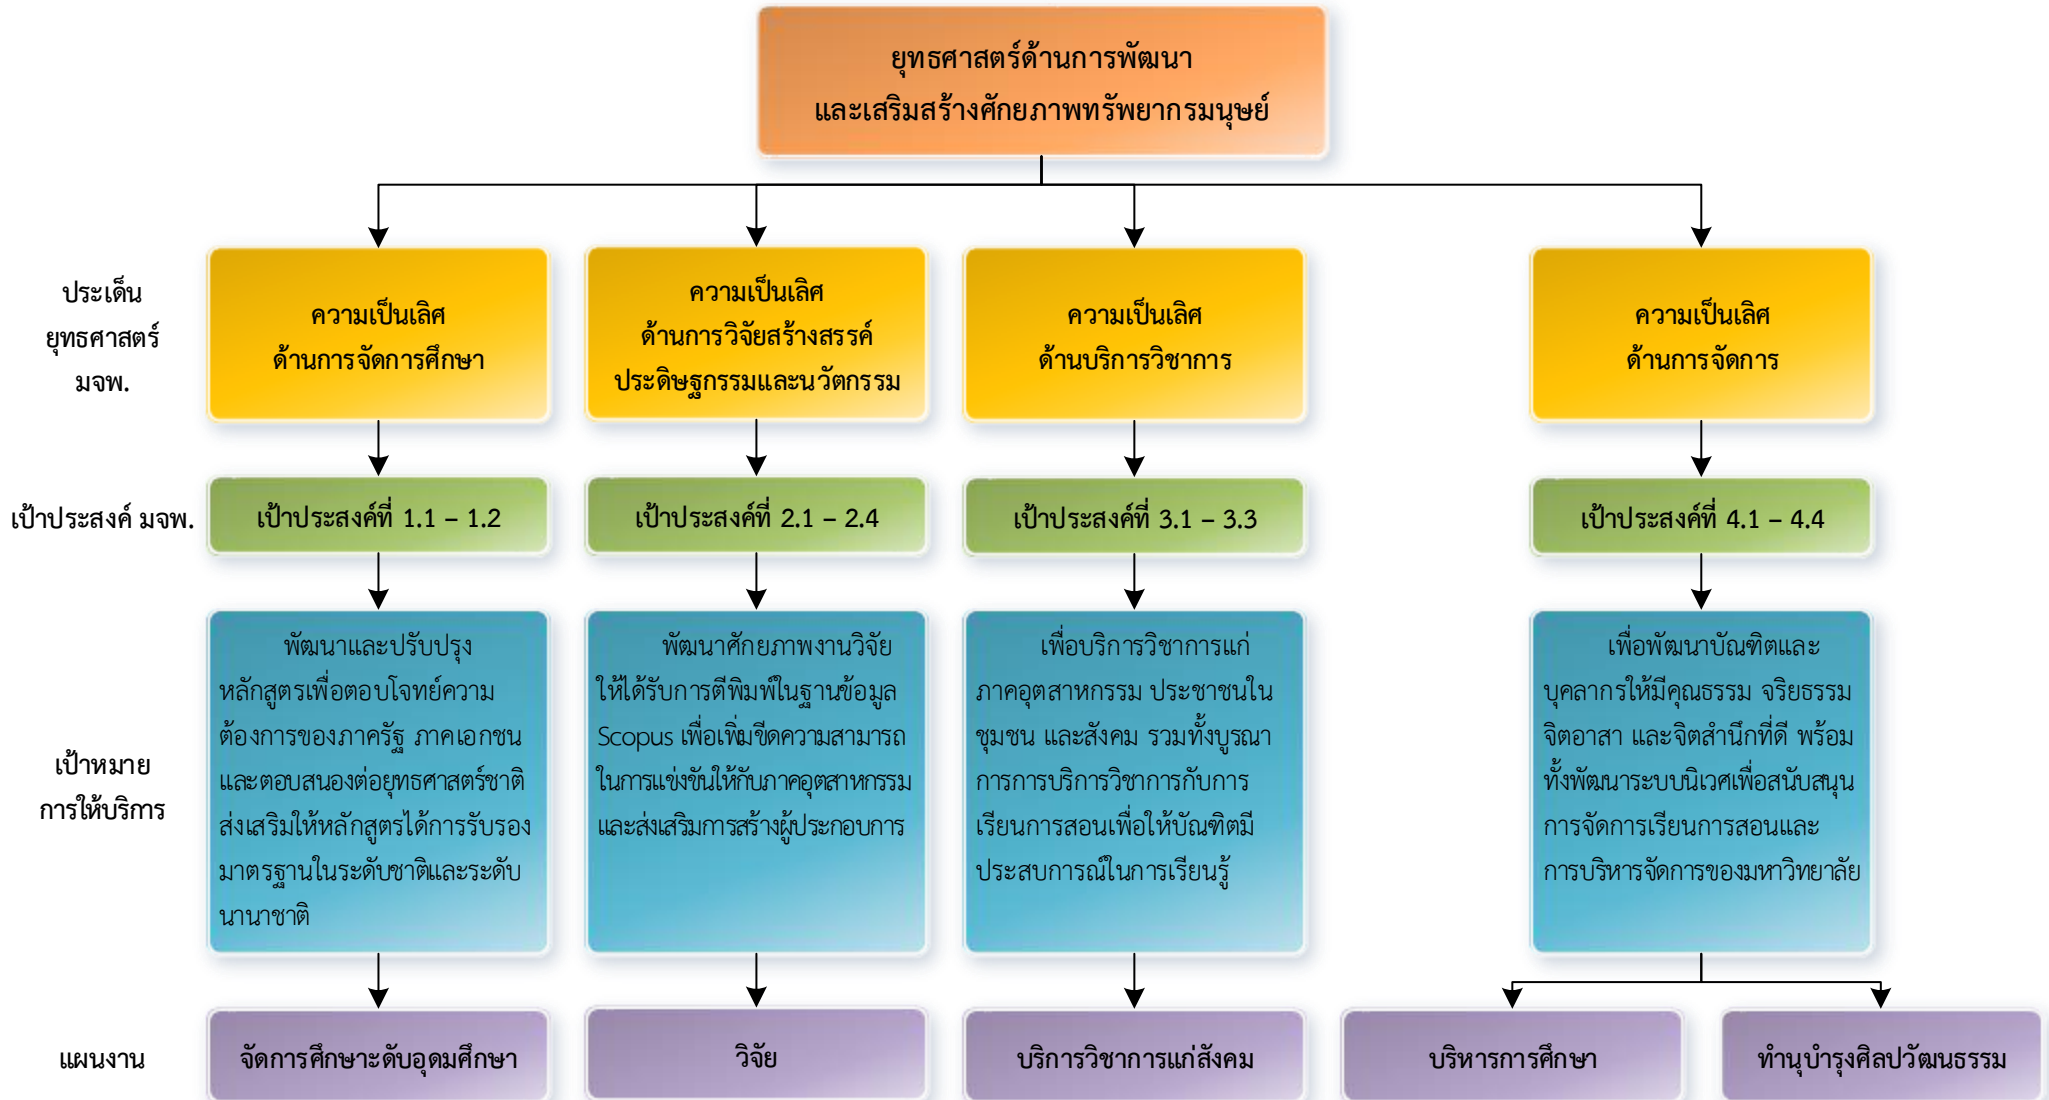 ยุทธศาสตร์ด้านการพัฒนา
และเสริมสร้างศักยภาพทรัพยากรมนุษย์
ประเด็น
ยุทธศาสตร์
มจพ.
ความเป็นเลิศ
ด้านการจัดการศึกษา
ความเป็นเลิศ
ด้านการวิจัยสร้างสรรค์
ประดิษฐกรรมและนวัตกรรม
ความเป็นเลิศ
ด้านบริการวิชาการ
ความเป็นเลิศ
ด้านการจัดการ
เป้าประสงค์ มจพ.
เป้าประสงค์ที่ 1.1 – 1.2
เป้าประสงค์ที่ 2.1 – 2.4
เป้าประสงค์ที่ 3.1 – 3.3
เป้าประสงค์ที่ 4.1 – 4.4
เป้าหมาย
การให้บริการ
พัฒนาและปรับปรุง
หลักสูตรเพื่อตอบโจทย์ความ
ต้องการของภาครัฐ ภาคเอกชน
และตอบสนองต่อยุทธศาสตร์ชาติ
ส่งเสริมให้หลักสูตรได้การรับรอง
มาตรฐานในระดับชาติและระดับ
นานาชาติ
พัฒนาศักยภาพงานวิจัย
ให้ได้รับการตีพิมพ์ในฐานข้อมูล
Scopus เพื่อเพิ่มขีดความสามารถ
ในการแข่งขันให้กับภาคอุตสาหกรรม
และส่งเสริมการสร้างผู้ประกอบการ
เพื่อบริการวิชาการแก่
ภาคอุตสาหกรรม ประชาชนใน
ชุมชน และสังคม รวมทั้งบูรณา
การการบริการวิชาการกับการ
เรียนการสอนเพื่อให้บัณฑิตมี
ประสบการณ์ในการเรียนรู้
เพื่อพัฒนาบัณฑิตและ
บุคลากรให้มีคุณธรรม จริยธรรม
จิตอาสา และจิตสำนึกที่ดี พร้อม
ทั้งพัฒนาระบบนิเวศเพื่อสนับสนุน
การจัดการเรียนการสอนและ
การบริหารจัดการของมหาวิทยาลัย
แผนงาน
จัดการศึกษาะดับอุดมศึกษา
วิจัย
บริการวิชาการแก่สังคม
บริหารการศึกษา
ทำนุบำรุงศิลปวัฒนธรรม